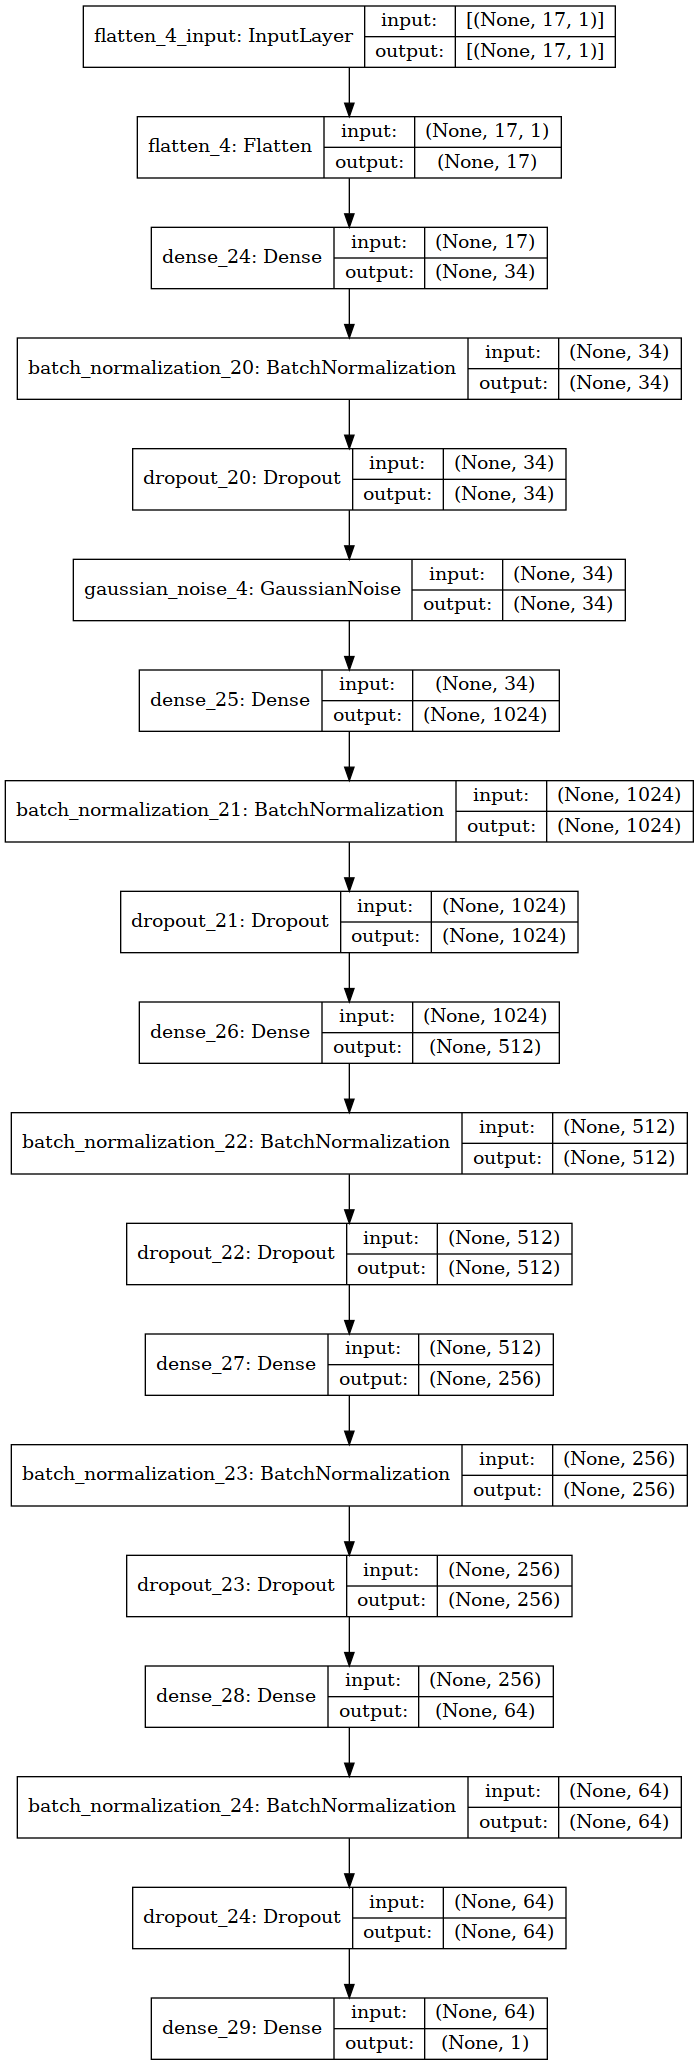 flatten_4_input: InputLayer
input:
[(None, 17, 1)]
output:
[(None, 17, 1)]
flatten_4: Flatten
input:
(None, 17, 1)
output:
(None, 17)
dense_24: Dense
input:
(None, 17)
output:
(None, 34)
batch_normalization_20: BatchNormalization
input:
(None, 34)
output:
(None, 34)
dropout_20: Dropout
input:
(None, 34)
output:
(None, 34)
gaussian_noise_4: GaussianNoise
input:
(None, 34)
output:
(None, 34)
dense_25: Dense
input:
(None, 34)
output:
(None, 1024)
batch_normalization_21: BatchNormalization
input:
(None, 1024)
output:
(None, 1024)
dropout_21: Dropout
input:
(None, 1024)
output:
(None, 1024)
dense_26: Dense
input:
(None, 1024)
output:
(None, 512)
batch_normalization_22: BatchNormalization
input:
(None, 512)
output:
(None, 512)
dropout_22: Dropout
input:
(None, 512)
output:
(None, 512)
dense_27: Dense
input:
(None, 512)
output:
(None, 256)
batch_normalization_23: BatchNormalization
input:
(None, 256)
output:
(None, 256)
dropout_23: Dropout
input:
(None, 256)
output:
(None, 256)
dense_28: Dense
input:
(None, 256)
output:
(None, 64)
batch_normalization_24: BatchNormalization
input:
(None, 64)
output:
(None, 64)
dropout_24: Dropout
input:
(None, 64)
output:
(None, 64)
dense_29: Dense
input:
(None, 64)
output:
(None, 1)